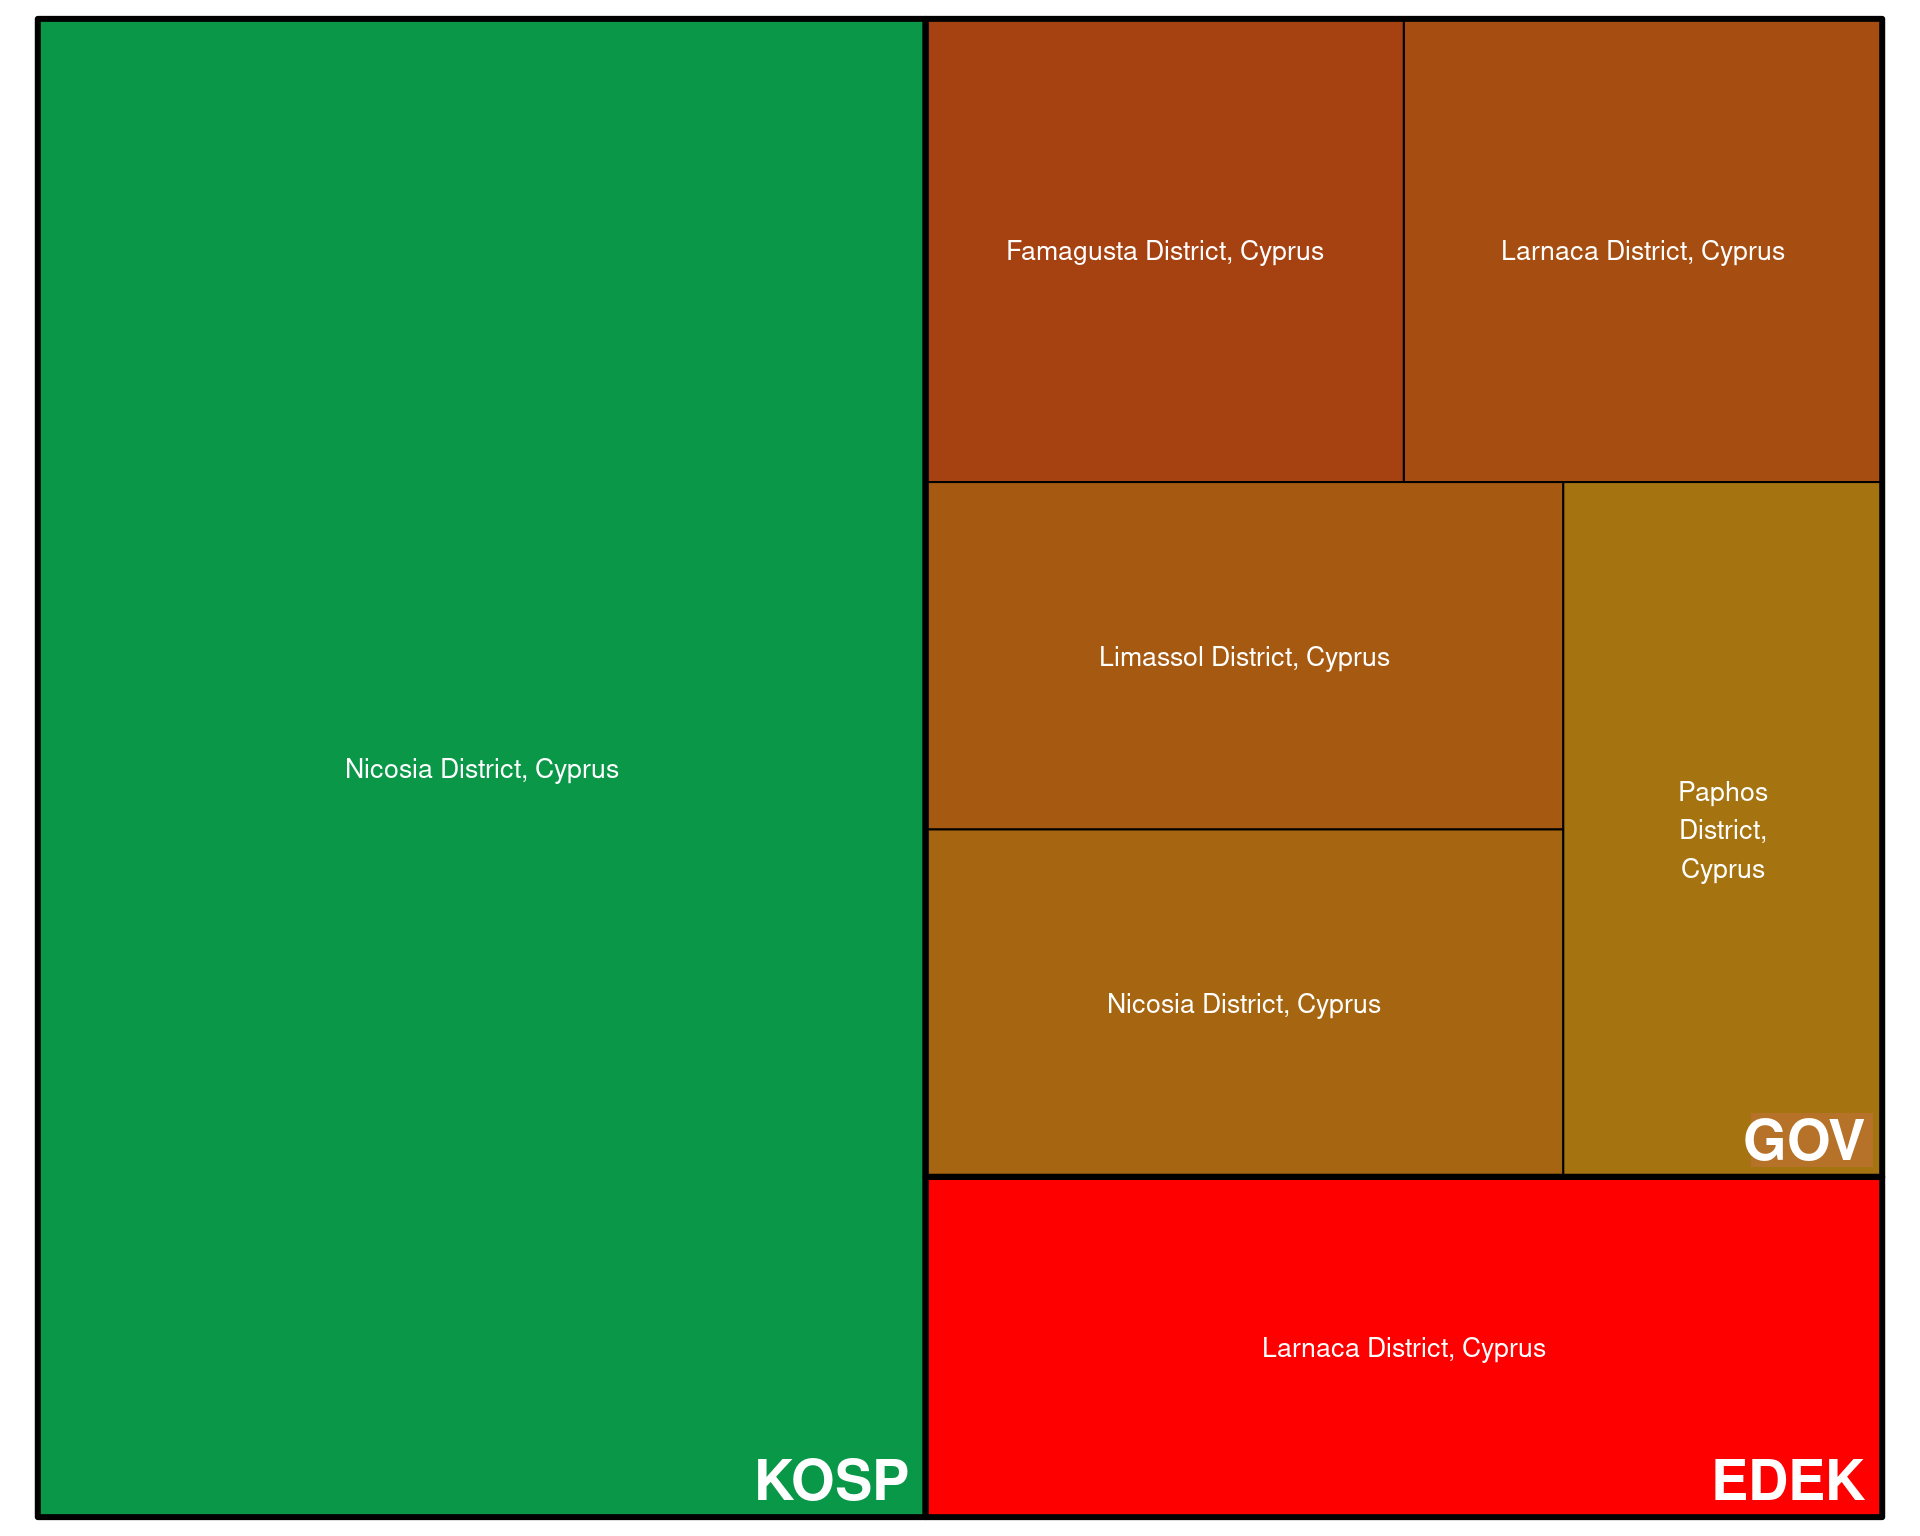 Nicosia District, Cyprus
KOSP
Famagusta District, Cyprus
Larnaca District, Cyprus
Limassol District, Cyprus
Nicosia District, Cyprus
Paphos
District,
Cyprus
GOV
Larnaca District, Cyprus
EDEK